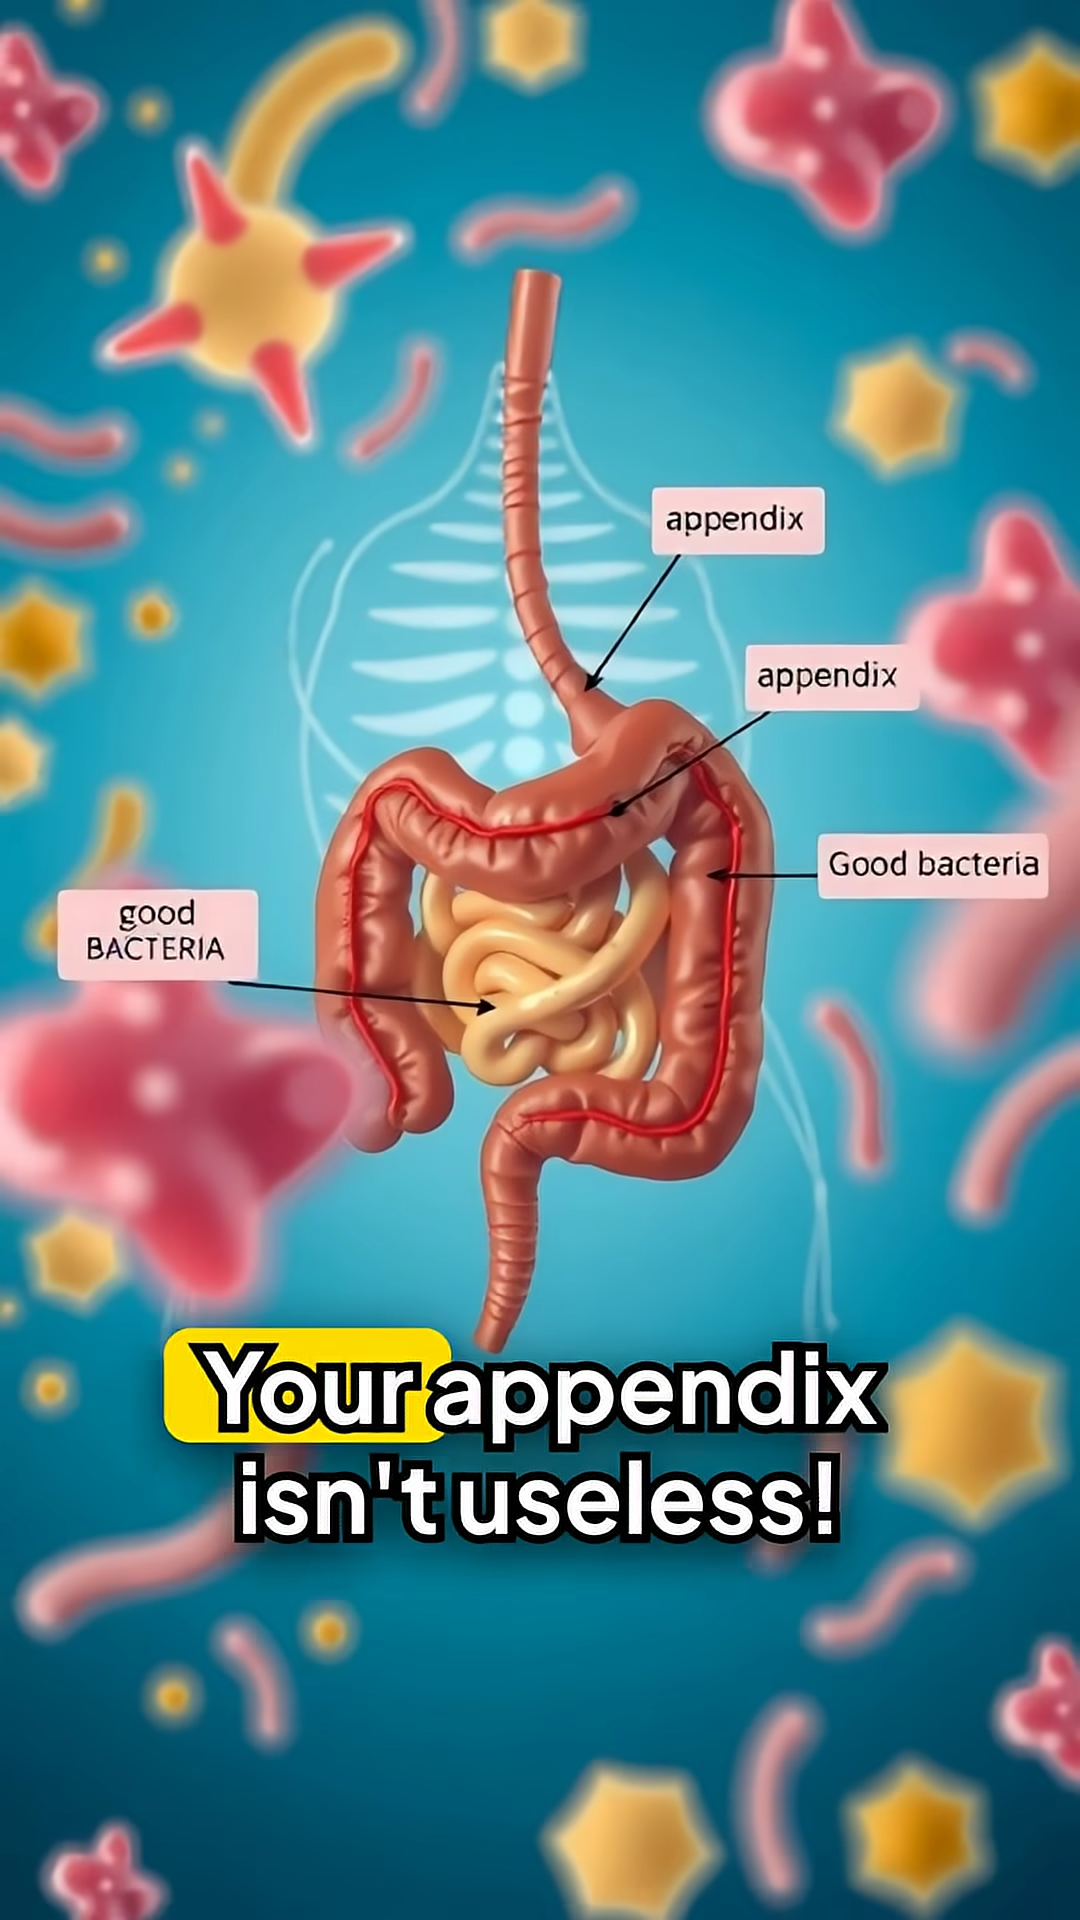 appendix
appendix
Good bacteria
good
BACTERIA
Your appendix
isn't useless!